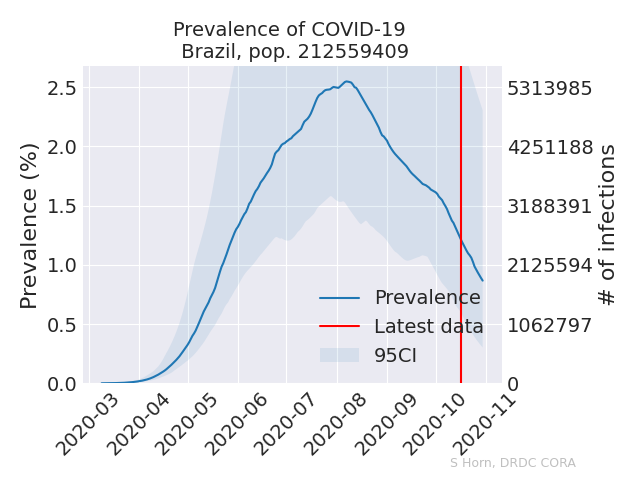 Prevalence of COVID-19
Brazil, pop. 212559409
Prevalence (%)
2.5
2.0
1.5
1.0
0.5
0.0
5313985
4251188
3188391
2125594
1062797
0
# of infections
Prevalence
Latest data
95CI
2020-03
2020-04
2020-05
2020-06
2020-07
2020-08
2020-09
2020-10
2020-11
S Horn, DRDC CORA